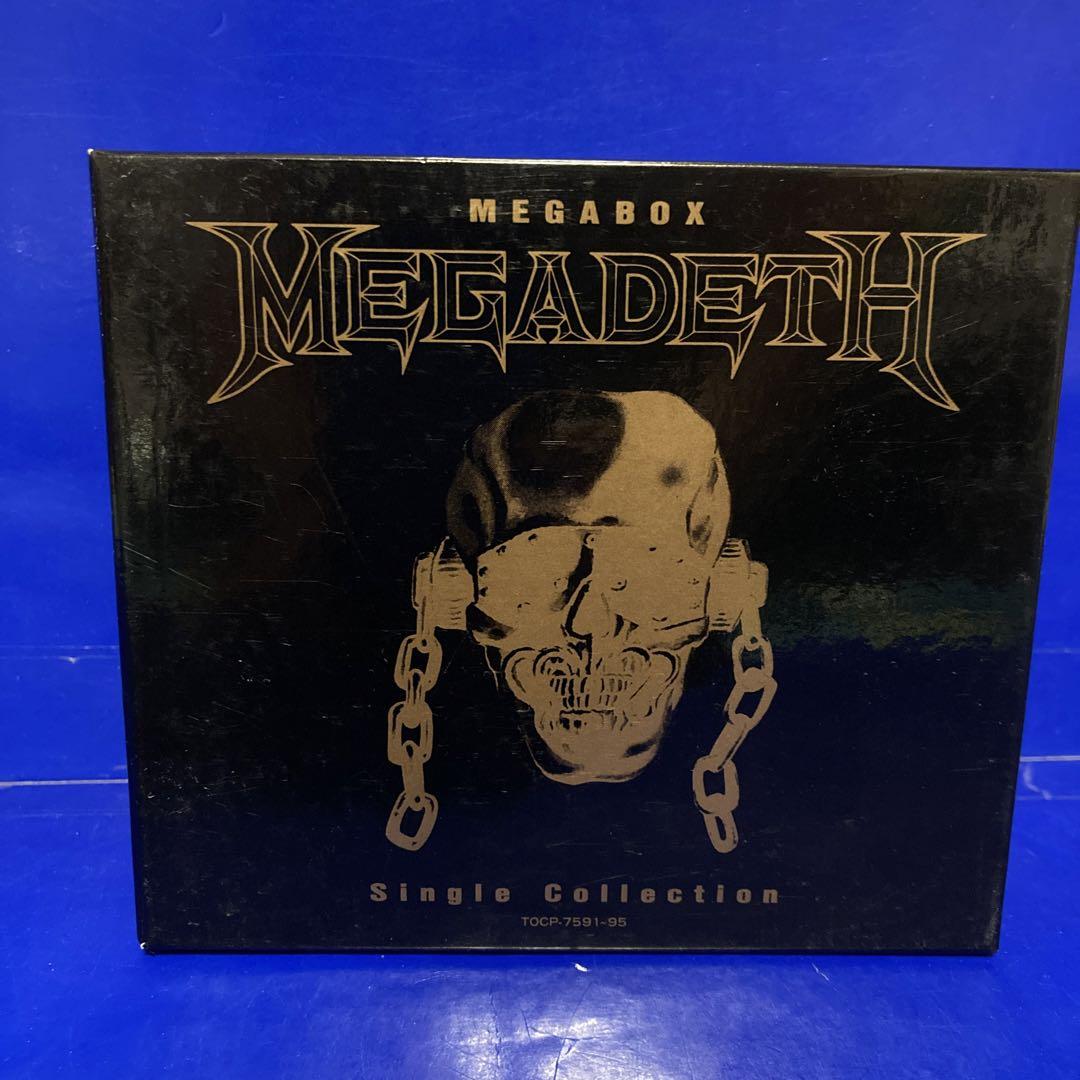 MEGABOX
MEGADETH
Single Collection
TOCP-7591~95